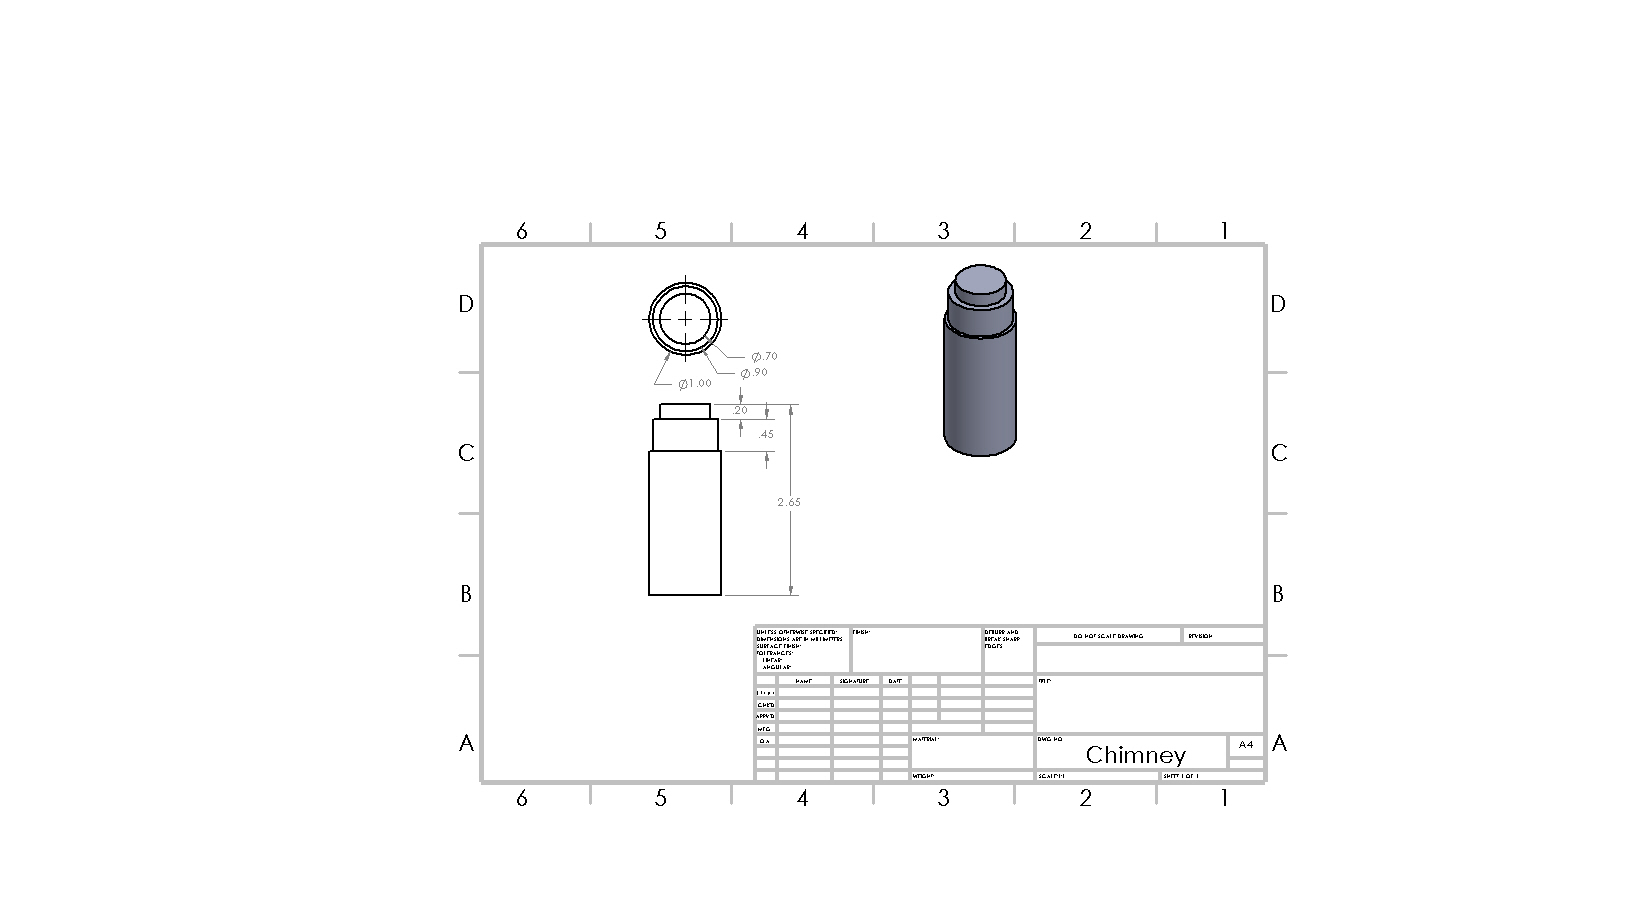 6 5 4 3 2 1
D D
⌀.70
⌀.90
⌀1.00
.20
.45
C C
2.65
B B
UNLESS OTHERWISE SPECIFIED:
DIMENSIONS ARE IN MILLIMETERS
SURFACE FINISH:
TOLERANCES:
LINEAR:
ANGULAR:
FINISH:
DEBURR AND
BREAK SHARP
EDGES
DO NOT SCALE DRAWING
REVISION
NAME SIGNATURE DATE
TITLE:
CHK'D
APPV'D
MFG
Q.A
MATERIAL:
DWG NO.
Chimney
A4
A A
WEIGHT:
SCALE:1:1
SHEET 1 OF 1
6 5 4 3 2 1